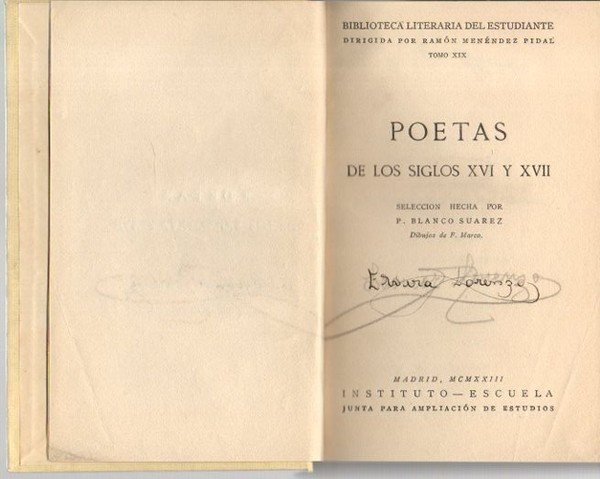 BIBLIOTECA LITERARIA DEL ESTUDIANTE
DIRIGIDA POR RAMÓN MENÉNDEZ PIDAL
TOMO XIX
POETAS
DE LOS SIGLOS XVI Y XVII
SELECCION HECHA POR
P. BLANCO SUAREZ
Dibujos de F. Marco.
Lorenzo
MADRID, MCMXXIII
INSTITUTO — ESCUELA
JUNTA PARA AMPLIACIÓN DE ESTUDIOS